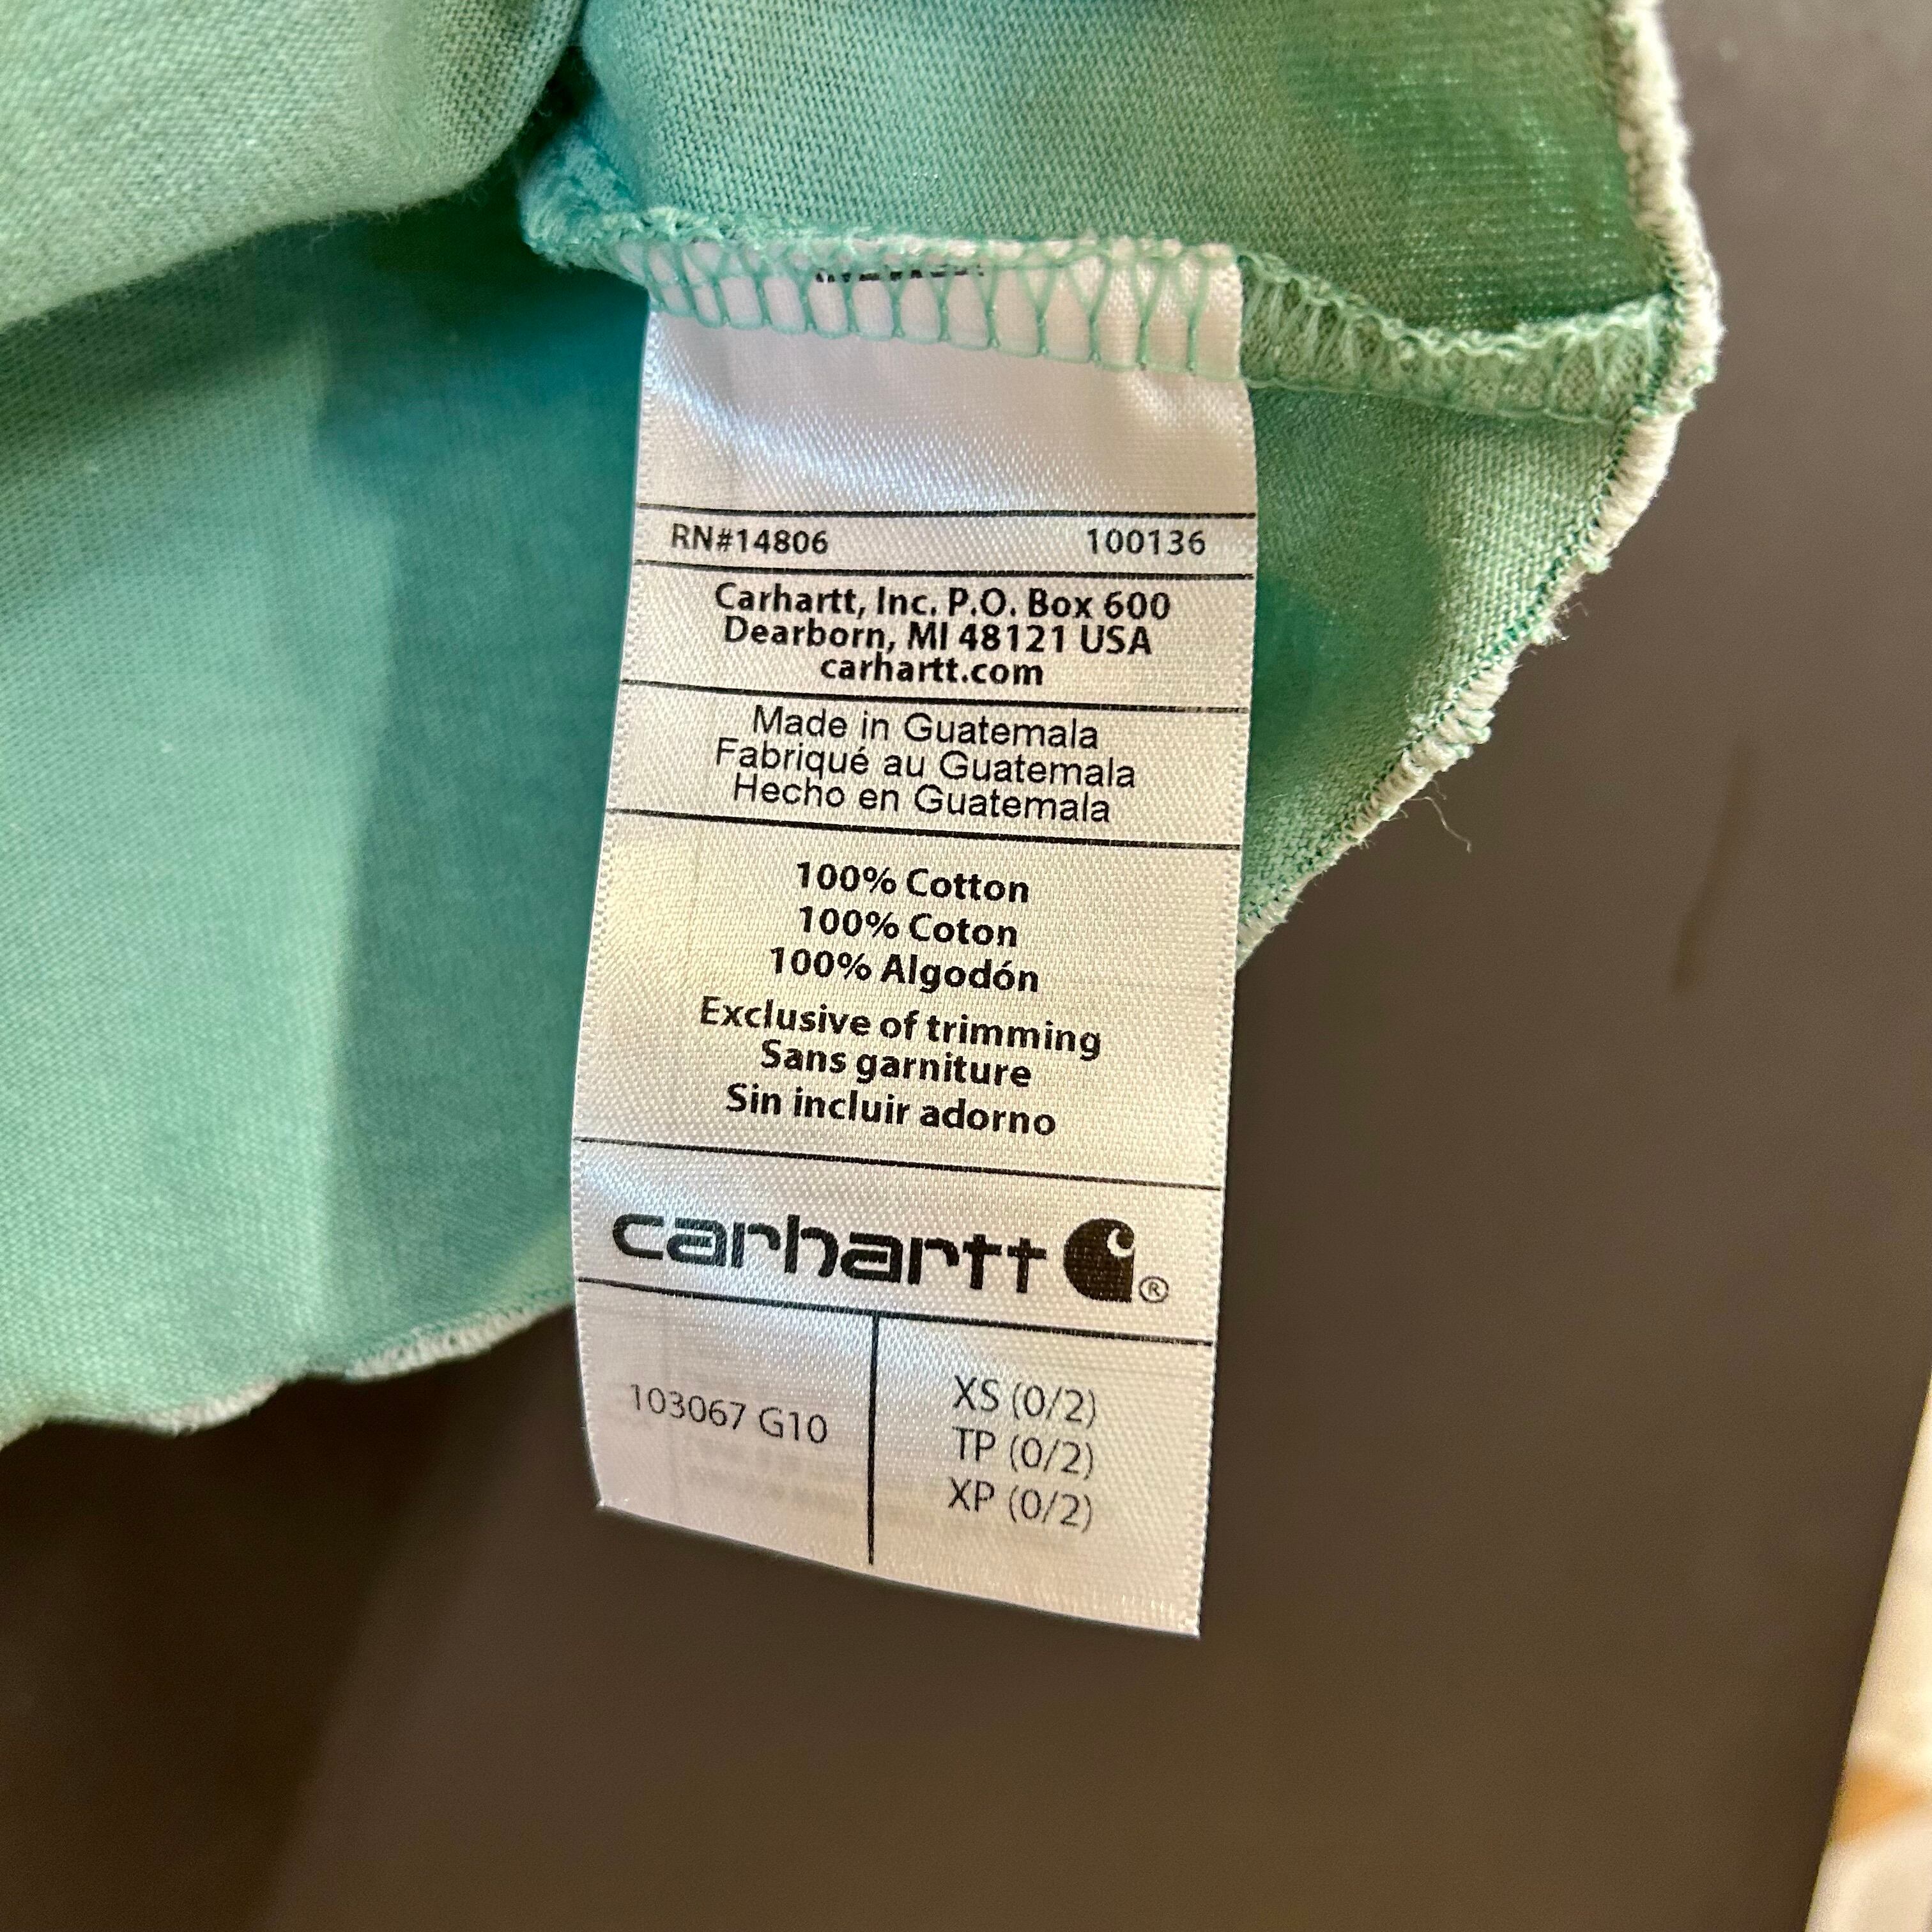 RN#14806 100136
Carhartt, Inc. P.O. Box 600
Dearborn, MI 48121 USA
carhartt.com
Made in Guatemala
Fabriqué au Guatemala
Hecho en Guatemala
100% Cotton
100% Coton
100% Algodón
Exclusive of trimming
Sans garniture
Sin incluir adorno
carhartt ®
103067 G10
XS (0/2)
TP (0/2)
XP (0/2)